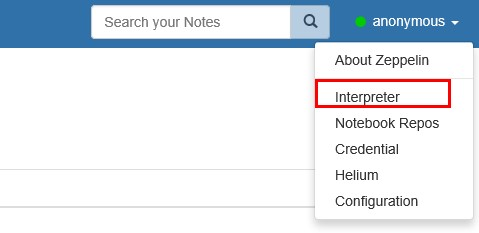 Search your Notes
anonymous
About Zeppelin
Interpreter
Notebook Repos
Credential
Helium
Configuration